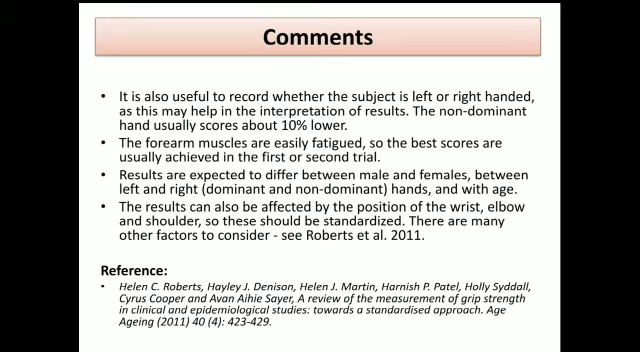 Comments
• It is also useful to record whether the subject is left or right handed,
as this may help in the interpretation of results. The non-dominant
hand usually scores about 10% lower.
• The forearm muscles are easily fatigued, so the best scores are
usually achieved in the first or second trial.
• Results are expected to differ between male and females, between
left and right (dominant and non-dominant) hands, and with age.
• The results can also be affected by the position of the wrist, elbow
and shoulder, so these should be standardized. There are many
other factors to consider - see Roberts et al. 2011.
Reference:
• Helen C. Roberts, Hayley J. Denison, Helen J. Martin, Harnish P. Patel, Holly Syddall,
Cyrus Cooper and Avan Aihie Sayer, A review of the measurement of grip strength
in clinical and epidemiological studies: towards a standardised approach. Age
Ageing (2011) 40 (4): 423-429.